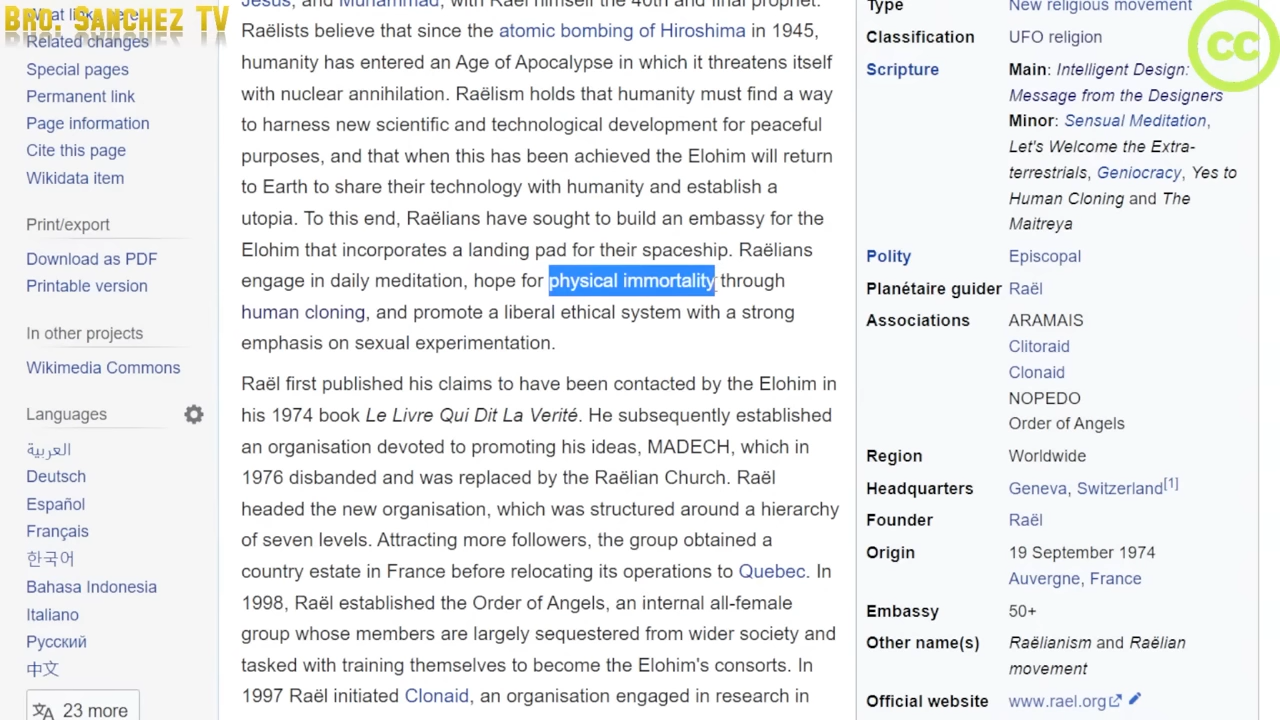 BRO. SANCHEZ TV
What links here
Related changes
Special pages
Permanent link
Page information
Cite this page
Wikidata item
Print/export
Download as PDF
Printable version
In other projects
Wikimedia Commons
Languages
العربية
Deutsch
Español
Français
한국어
Bahasa Indonesia
Italiano
Русский
中文
23 more
Jesus, and Muhammad, with Raël himself the 40th and final prophet.
Raëlists believe that since the atomic bombing of Hiroshima in 1945,
humanity has entered an Age of Apocalypse in which it threatens itself
with nuclear annihilation. Raëlism holds that humanity must find a way
to harness new scientific and technological development for peaceful
purposes, and that when this has been achieved the Elohim will return
to Earth to share their technology with humanity and establish a
utopia. To this end, Raëlians have sought to build an embassy for the
Elohim that incorporates a landing pad for their spaceship. Raëlians
engage in daily meditation, hope for physical immortality through
human cloning, and promote a liberal ethical system with a strong
emphasis on sexual experimentation.
Raël first published his claims to have been contacted by the Elohim in
his 1974 book Le Livre Qui Dit La Verité. He subsequently established
an organisation devoted to promoting his ideas, MADECH, which in
1976 disbanded and was replaced by the Raëlian Church. Raël
headed the new organisation, which was structured around a hierarchy
of seven levels. Attracting more followers, the group obtained a
country estate in France before relocating its operations to Quebec. In
1998, Raël established the Order of Angels, an internal all-female
group whose members are largely sequestered from wider society and
tasked with training themselves to become the Elohim's consorts. In
1997 Raël initiated Clonaid, an organisation engaged in research in
Type New religious movement
Classification UFO religion
Scripture Main: Intelligent Design:
Message from the Designers
Minor: Sensual Meditation,
Let's Welcome the Extra-
terrestrials, Geniocracy, Yes to
Human Cloning and The
Maitreya
Polity Episcopal
Planétaire guider Raël
Associations ARAMAIS
Clitoraid
Clonaid
NOPEDO
Order of Angels
Region Worldwide
Headquarters Geneva, Switzerland[1]
Founder Raël
Origin 19 September 1974
Auvergne, France
Embassy 50+
Other name(s) Raëlianism and Raëlian
movement
Official website www.rael.org
CC